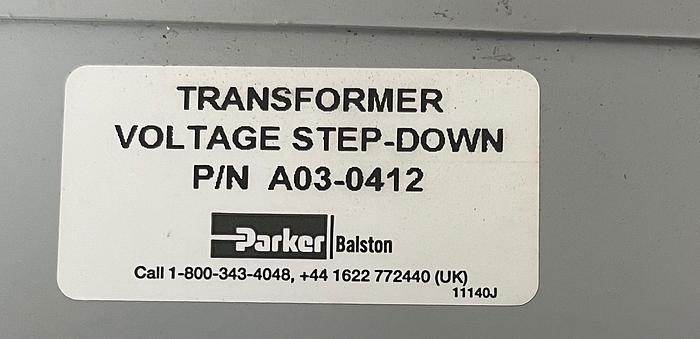 TRANSFORMER
VOLTAGE STEP-DOWN
P/N A03-0412
Parker Balston
Call 1-800-343-4048, +44 1622 772440 (UK)
11140J